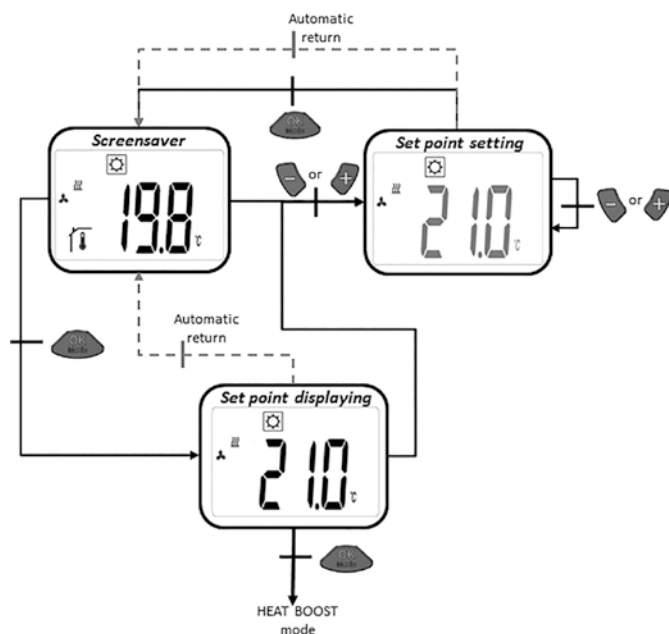 Automatic
return
OK
Mode
Screensaver
19.8
°C
- or +
Set point setting
21.0
°C
- or +
Automatic
return
OK
Mode
Set point displaying
21.0
°C
OK
Mode
HEAT BOOST
mode